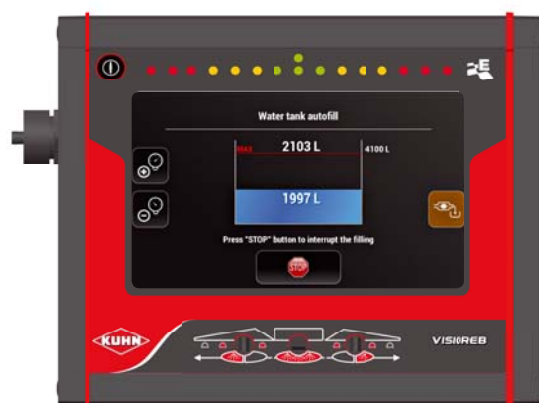 Water tank autofill
MAX 2103 L 4100 L
1997 L
Press "STOP" button to interrupt the filling
STOP
KUHN
VISIOREB